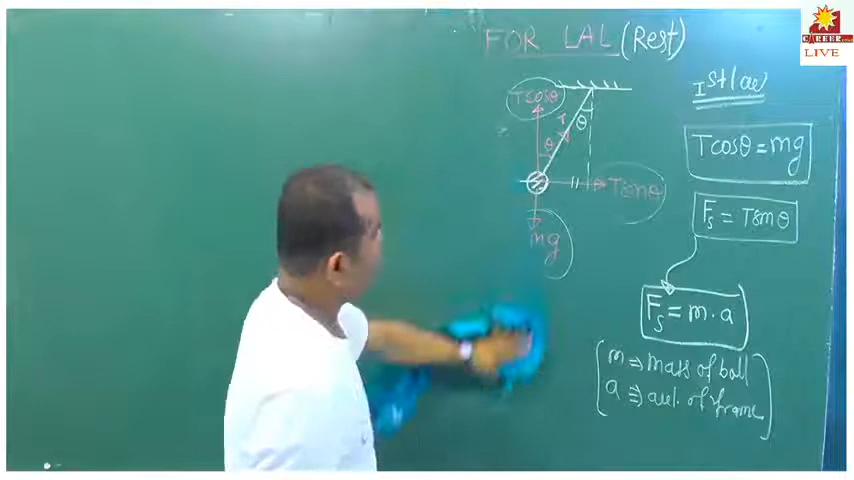 FOR LAL (Rest)
CAREER
LIVE
Ist law
Tcosθ
T
θ
θ
Tcosθ = mg
Tsinθ
Fs = Tsinθ
mg
Fs = m·a
m ⇒ Mass of ball
a ⇒ accl. of frame